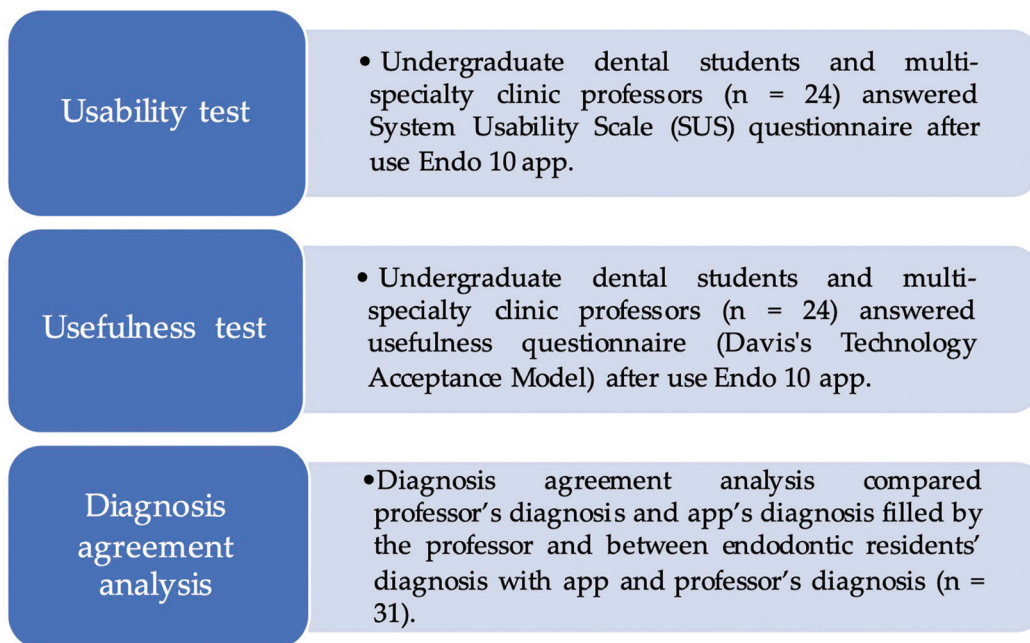 Usability test
• Undergraduate dental students and multi-
specialty clinic professors (n = 24) answered
System Usability Scale (SUS) questionnaire after
use Endo 10 app.
Usefulness test
• Undergraduate dental students and multi-
specialty clinic professors (n = 24) answered
usefulness questionnaire (Davis's Technology
Acceptance Model) after use Endo 10 app.
Diagnosis
agreement
analysis
•Diagnosis agreement analysis compared
professor’s diagnosis and app’s diagnosis filled by
the professor and between endodontic residents’
diagnosis with app and professor’s diagnosis (n =
31).